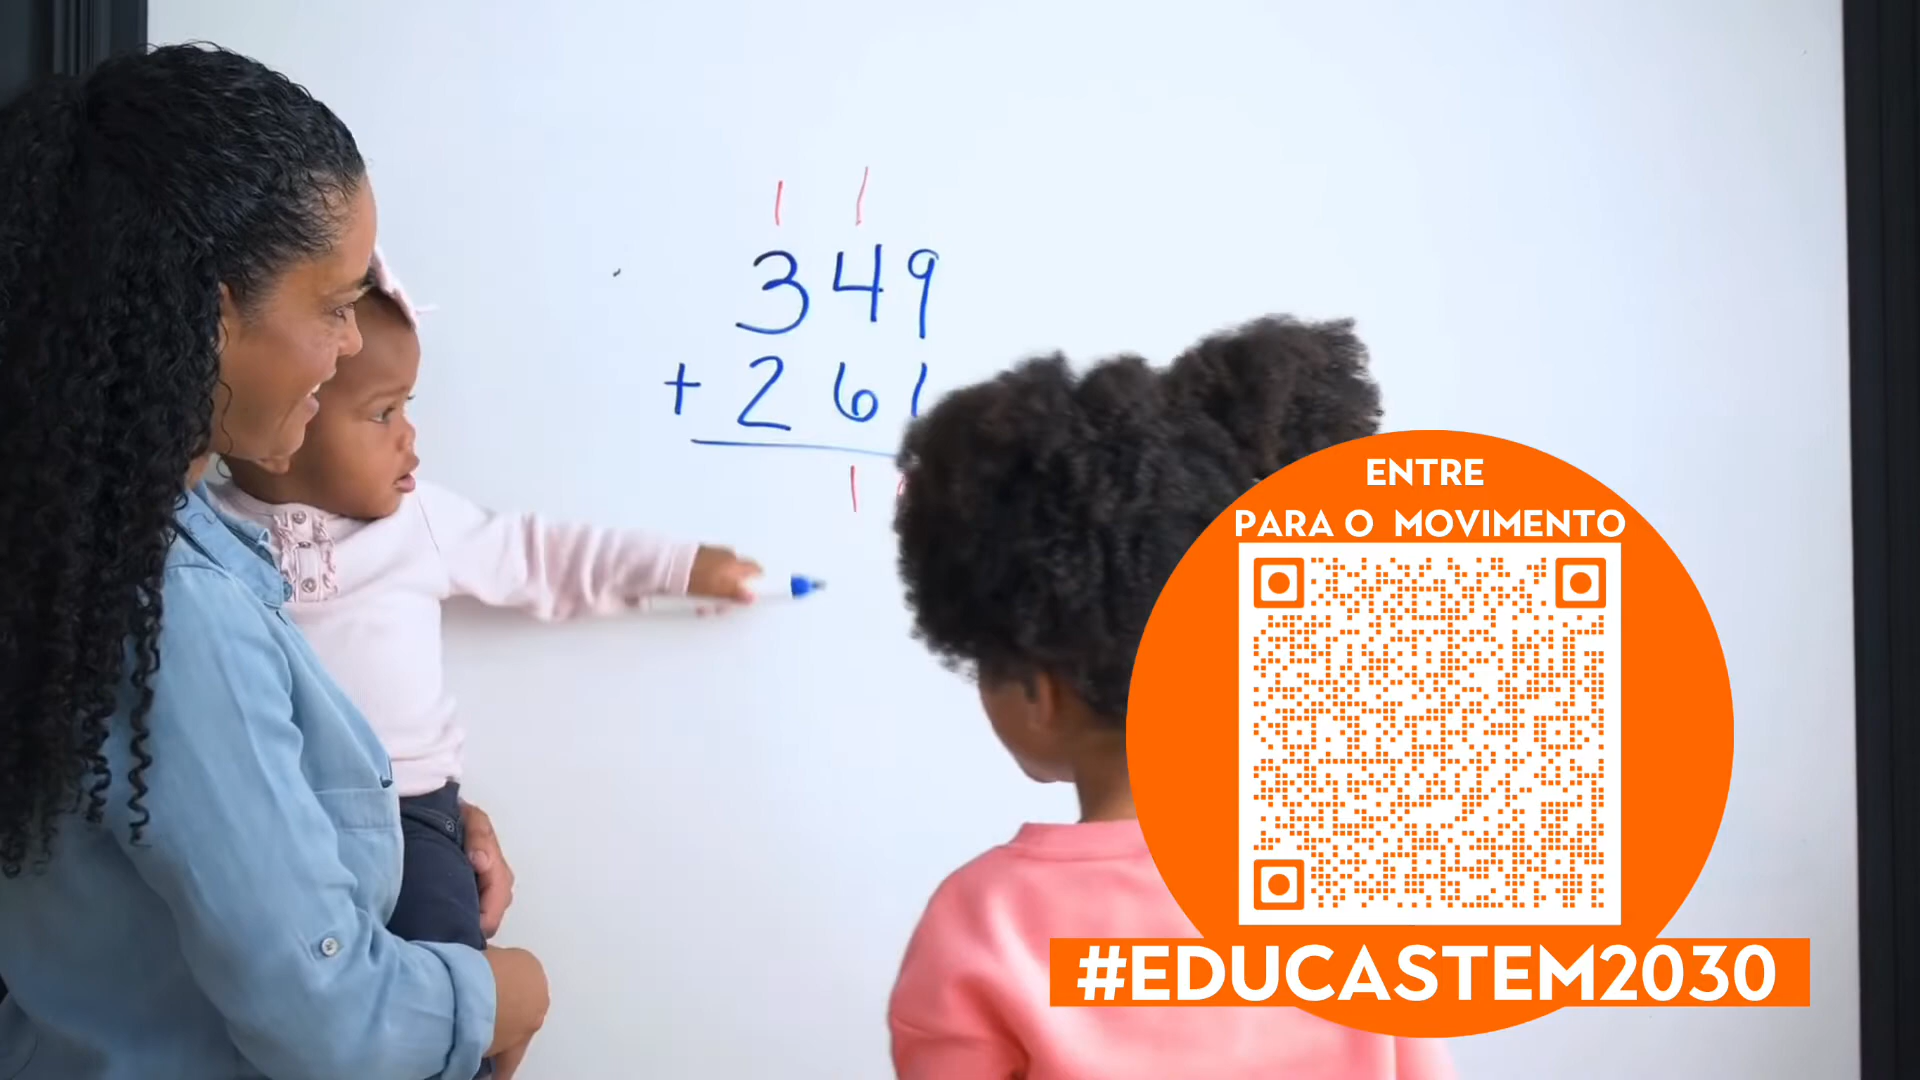 1 1
349
+ 261
1
ENTRE
PARA O MOVIMENTO
#EDUCASTEM2030